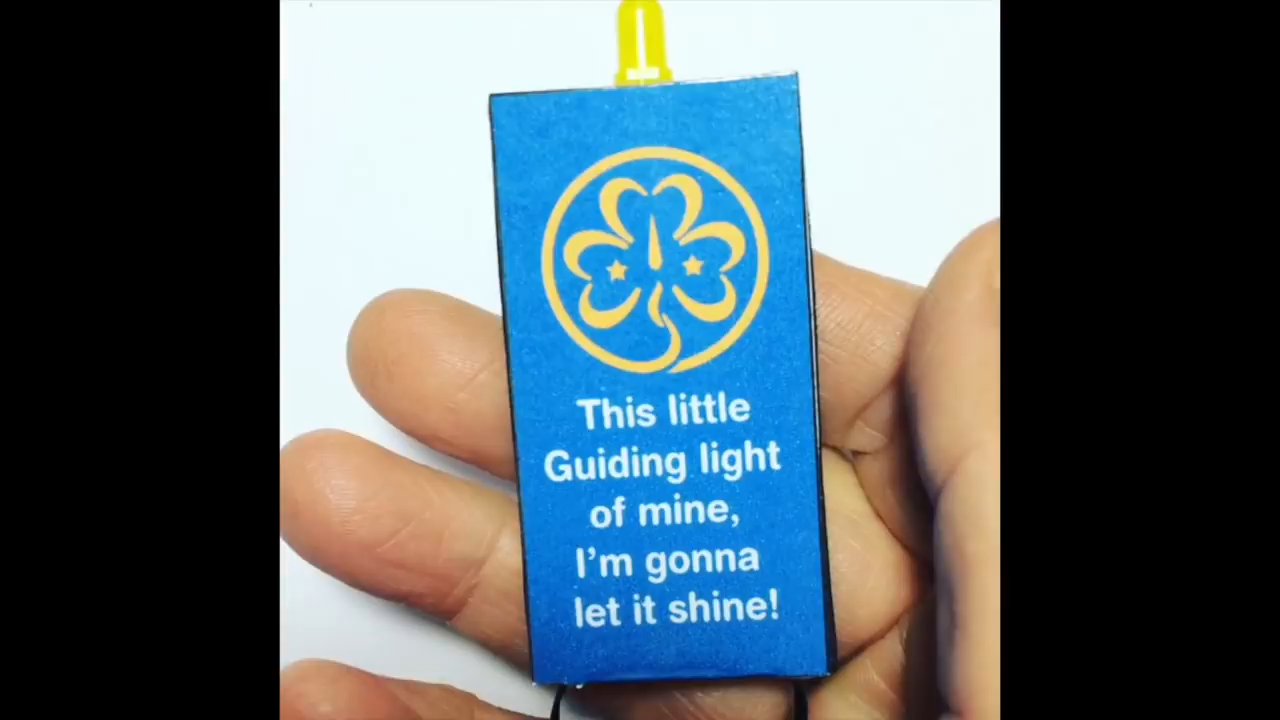 This little
Guiding light
of mine,
I'm gonna
let it shine!